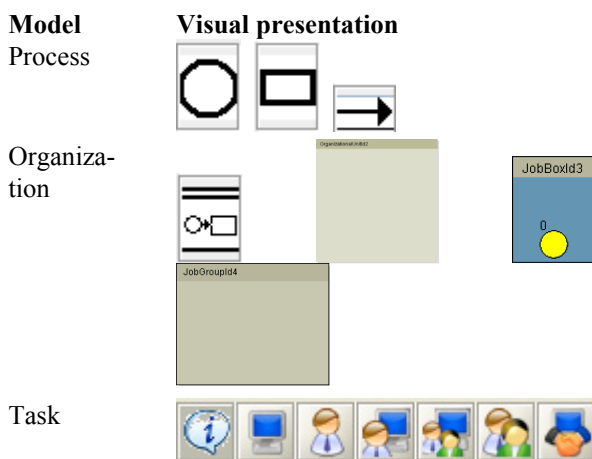 Model Visual presentation
Process
Organiza-
tion
OrganizationalUnitId2
JobBoxId3
0
JobGroupId4
Task